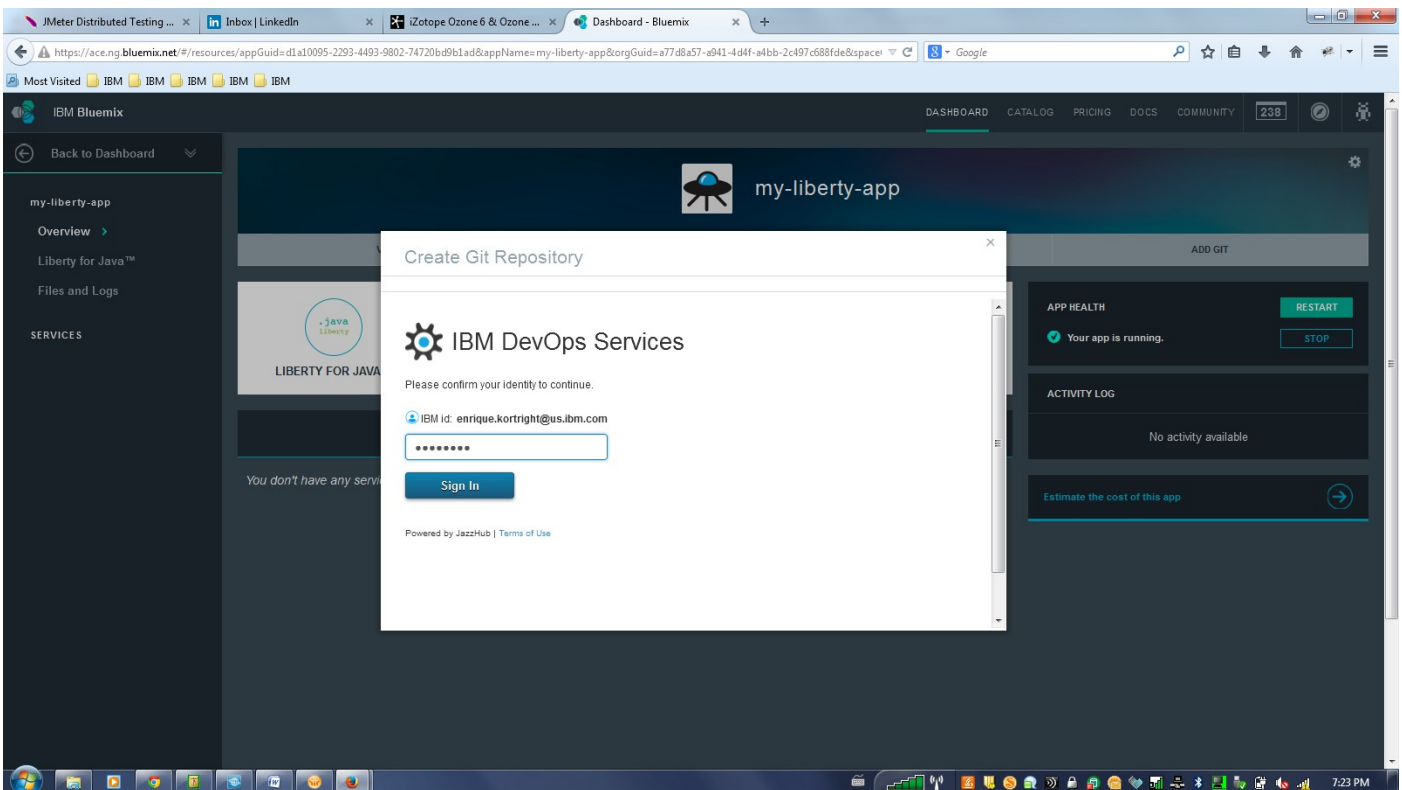 JMeter Distributed Testing ...
Inbox | LinkedIn
iZotope Ozone 6 & Ozone ...
Dashboard - Bluemix
https://ace.ng.bluemix.net/#/resources/appGuid=d1a10095-2293-4493-9802-74720bd9b1ad&appName=my-liberty-app&orgGuid=a77d8a57-a941-4d4f-a4bb-2c497c688fde&space
Google
Most Visited IBM IBM IBM IBM
IBM Bluemix
DASHBOARD CATALOG PRICING DOCS COMMUNITY 238
Back to Dashboard
my-liberty-app
my-liberty-app
Overview
Liberty for Java™
Files and Logs
SERVICES
ADD GIT
Create Git Repository
.java
liberty
LIBERTY FOR JAVA
IBM DevOps Services
Please confirm your identity to continue.
IBM id: enrique.kortright@us.ibm.com
Sign In
Powered by JazzHub | Terms of Use
You don't have any
APP HEALTH
RESTART
Your app is running.
STOP
ACTIVITY LOG
No activity available
Estimate the cost of this app
7:23 PM